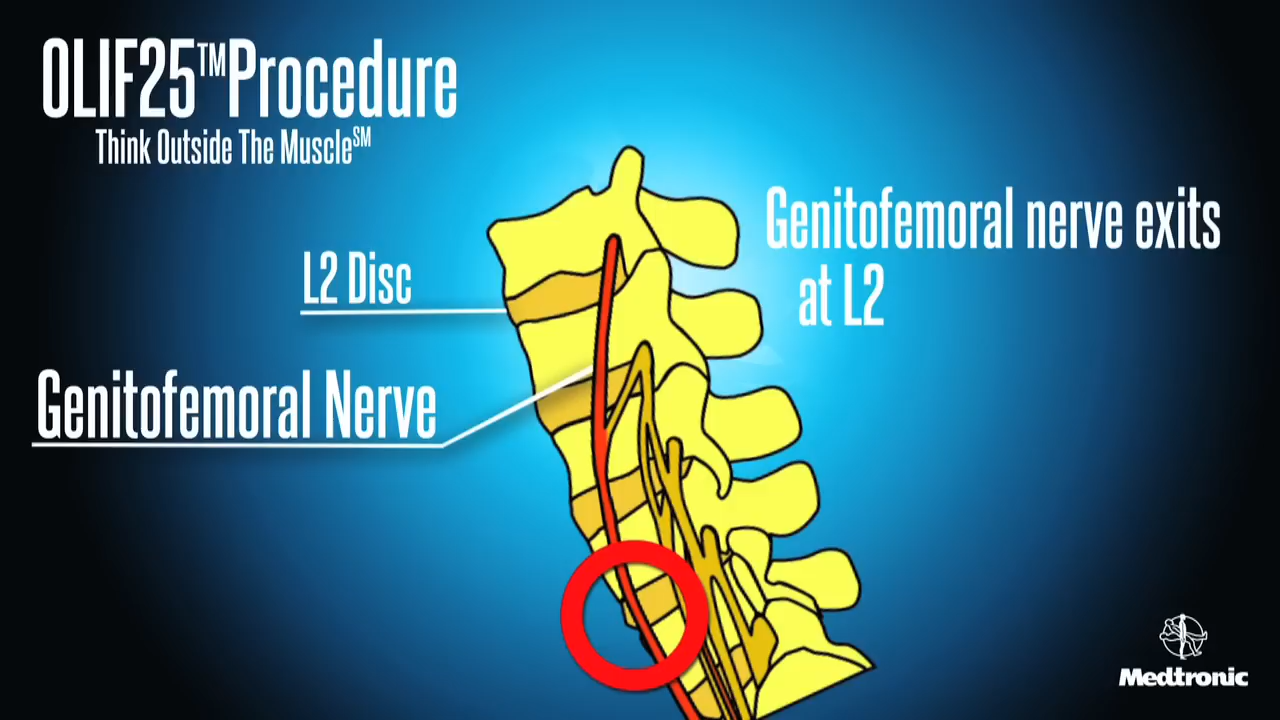 OLIF25™Procedure
Think Outside The Muscle℠
Genitofemoral nerve exits
at L2
L2 Disc
Genitofemoral Nerve
Medtronic